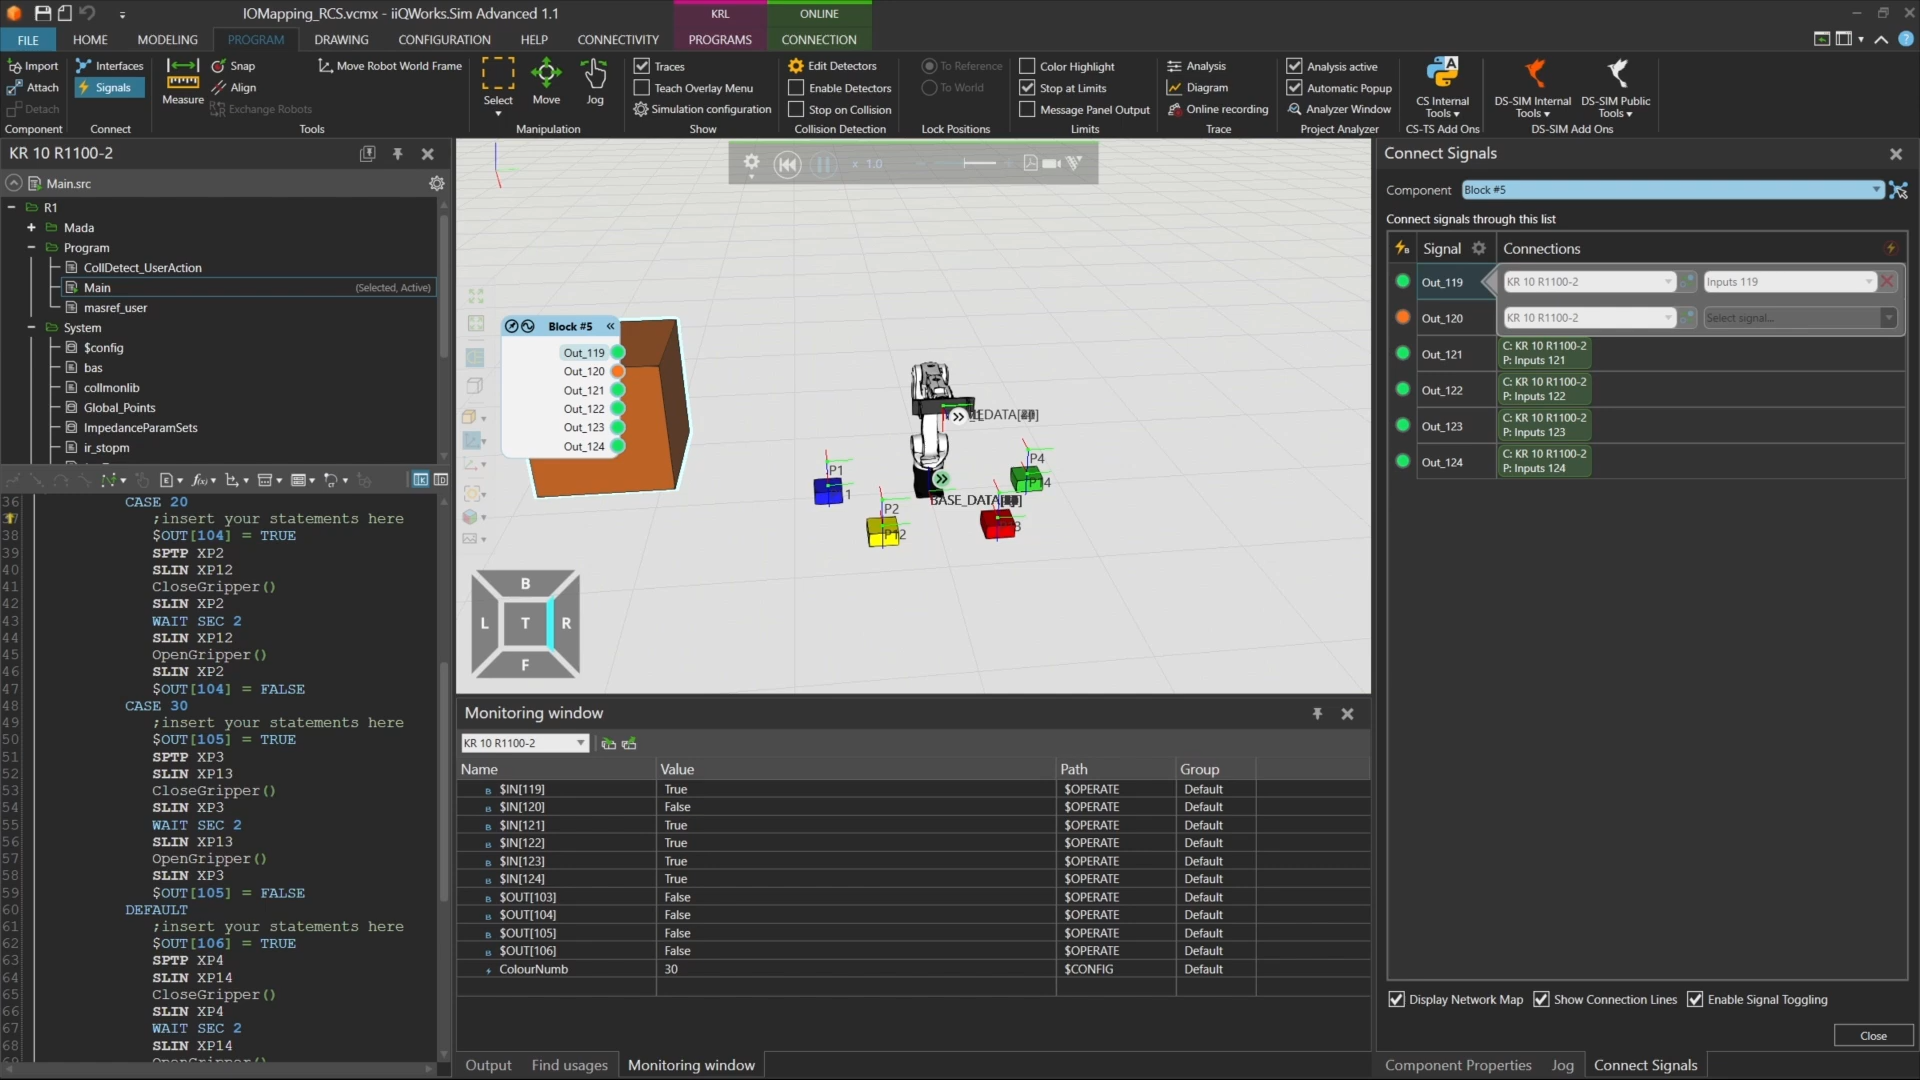 IOMapping_RCS.vcmx - iiQWorks.Sim Advanced 1.1
KRL
ONLINE
FILE
HOME
MODELING
PROGRAM
DRAWING
CONFIGURATION
HELP
CONNECTIVITY
PROGRAMS
CONNECTION
Import
Attach
Detach
Component
Interfaces
Signals
Connect
Measure
Snap
Align
Exchange Robots
Move Robot World Frame
Tools
Select
Move
Jog
Manipulation
Traces
Teach Overlay Menu
Simulation configuration
Show
Edit Detectors
Enable Detectors
Stop on Collision
Collision Detection
To Reference
To World
Lock Positions
Color Highlight
Stop at Limits
Message Panel Output
Limits
Analysis
Diagram
Online recording
Trace
Analysis active
Automatic Popup
Analyzer Window
Project Analyzer
CS Internal
Tools
CS-TS Add Ons
DS-SIM Internal
Tools
DS-SIM Public
Tools
DS-SIM Add Ons
KR 10 R1100-2
Main.src
R1
Mada
Program
CollDetect_UserAction
Main (Selected, Active)
masref_user
System
$config
bas
collmonlib
Global_Points
ImpedanceParamSets
ir_stopm
36 CASE 20
;insert your statements here
38 $OUT[104] = TRUE
39 SPTP XP2
40 SLIN XP12
41 CloseGripper()
42 SLIN XP2
43 WAIT SEC 2
44 SLIN XP12
45 OpenGripper()
46 SLIN XP2
47 $OUT[104] = FALSE
48 CASE 30
49 ;insert your statements here
50 $OUT[105] = TRUE
51 SPTP XP3
52 SLIN XP13
53 CloseGripper()
54 SLIN XP3
55 WAIT SEC 2
56 SLIN XP13
57 OpenGripper()
58 SLIN XP3
59 $OUT[105] = FALSE
60 DEFAULT
61 ;insert your statements here
62 $OUT[106] = TRUE
63 SPTP XP4
64 SLIN XP14
65 CloseGripper()
66 SLIN XP4
67 WAIT SEC 2
68 SLIN XP14
OpenGripper()
x 1.0
Block #5
Out_119
Out_120
Out_121
Out_122
Out_123
Out_124
P1
1
P2
P12
P4
P14
B
L
T
R
F
Monitoring window
KR 10 R1100-2
Name Value Path Group
$IN[119] True $OPERATE Default
$IN[120] False $OPERATE Default
$IN[121] True $OPERATE Default
$IN[122] True $OPERATE Default
$IN[123] True $OPERATE Default
$IN[124] True $OPERATE Default
$OUT[103] False $OPERATE Default
$OUT[104] False $OPERATE Default
$OUT[105] False $OPERATE Default
$OUT[106] False $OPERATE Default
ColourNumb 30 $CONFIG Default
Output
Find usages
Monitoring window
Connect Signals
Component Block #5
Connect signals through this list
Signal Connections
Out_119 KR 10 R1100-2 Inputs 119
Out_120 KR 10 R1100-2 Select signal...
Out_121 C: KR 10 R1100-2
P: Inputs 121
Out_122 C: KR 10 R1100-2
P: Inputs 122
Out_123 C: KR 10 R1100-2
P: Inputs 123
Out_124 C: KR 10 R1100-2
P: Inputs 124
Display Network Map
Show Connection Lines
Enable Signal Toggling
Close
Component Properties
Jog
Connect Signals